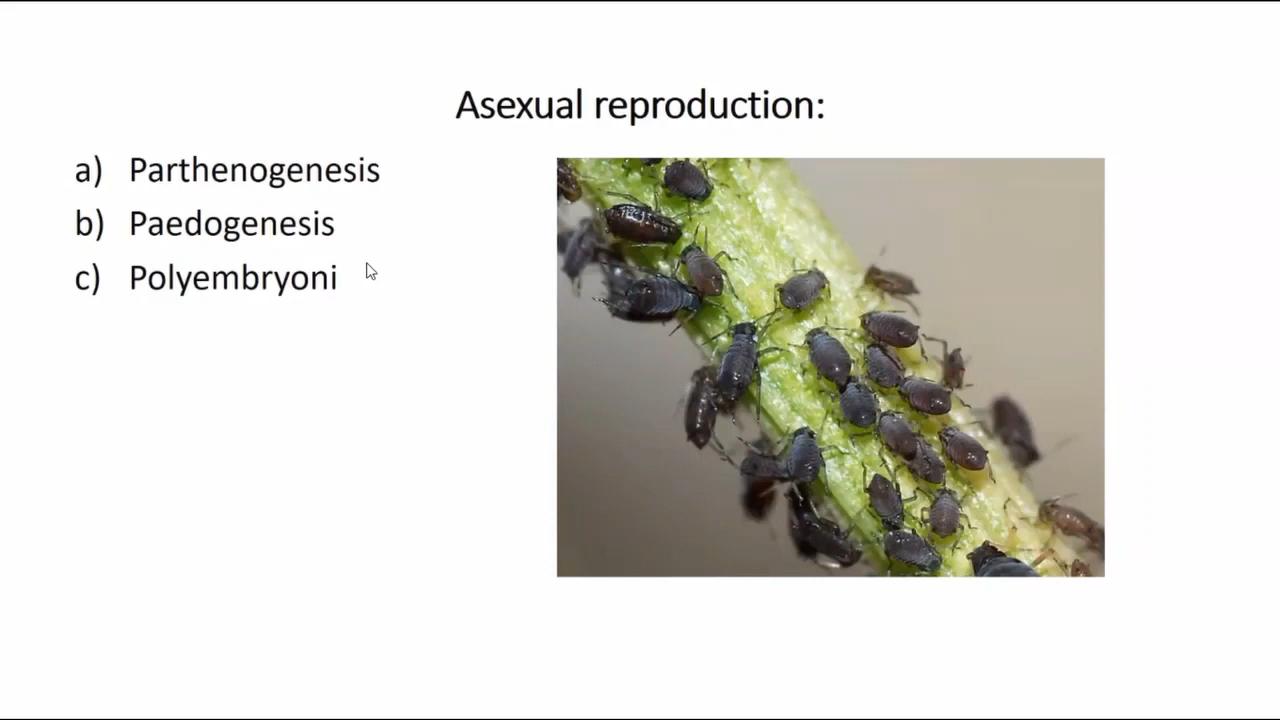 Asexual reproduction:
a) Parthenogenesis
b) Paedogenesis
c) Polyembryoni